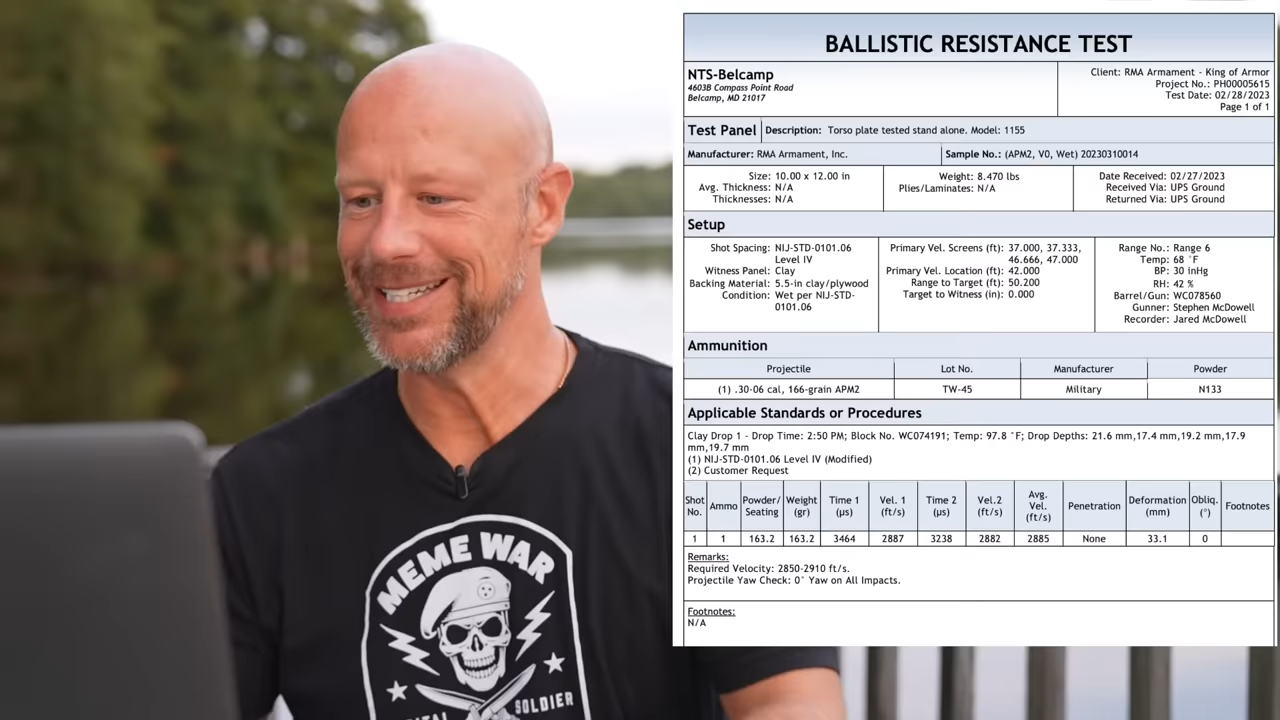 BALLISTIC RESISTANCE TEST
NTS-Belcamp
4603B Compass Point Road
Belcamp, MD 21017
Client: RMA Armament - King of Armor
Project No.: PH00005615
Test Date: 02/28/2023
Page 1 of 1
Test Panel Description: Torso plate tested stand alone. Model: 1155
Manufacturer: RMA Armament, Inc. Sample No.: (APM2, V0, Wet) 20230310014
Size: 10.00 x 12.00 in
Avg. Thickness: N/A
Thicknesses: N/A
Weight: 8.470 lbs
Plies/Laminates: N/A
Date Received: 02/27/2023
Received Via: UPS Ground
Returned Via: UPS Ground
Setup
Shot Spacing: NIJ-STD-0101.06
Level IV
Witness Panel: Clay
Backing Material: 5.5-in clay/plywood
Condition: Wet per NIJ-STD-
0101.06
Primary Vel. Screens (ft): 37.000, 37.333,
46.666, 47.000
Primary Vel. Location (ft): 42.000
Range to Target (ft): 50.200
Target to Witness (in): 0.000
Range No.: Range 6
Temp: 68 °F
BP: 30 inHg
RH: 42 %
Barrel/Gun: WC078560
Gunner: Stephen McDowell
Recorder: Jared McDowell
Ammunition
Projectile Lot No. Manufacturer Powder
(1) .30-06 cal, 166-grain APM2 TW-45 Military N133
Applicable Standards or Procedures
Clay Drop 1 - Drop Time: 2:50 PM; Block No. WC074191; Temp: 97.8 °F; Drop Depths: 21.6 mm,17.4 mm,19.2 mm,17.9
mm,19.7 mm
(1) NIJ-STD-0101.06 Level IV (Modified)
(2) Customer Request
Shot No. Ammo Powder/ Seating Weight (gr) Time 1 (µs) Vel. 1 (ft/s) Time 2 (µs) Vel.2 (ft/s) Avg. Vel. (ft/s) Penetration Deformation (mm) Obliq. (°) Footnotes
1 1 163.2 163.2 3464 2887 3238 2882 2885 None 33.1 0
Remarks:
Required Velocity: 2850-2910 ft/s.
Projectile Yaw Check: 0° Yaw on All Impacts.
Footnotes:
N/A
MEME WAR
SOLDIER